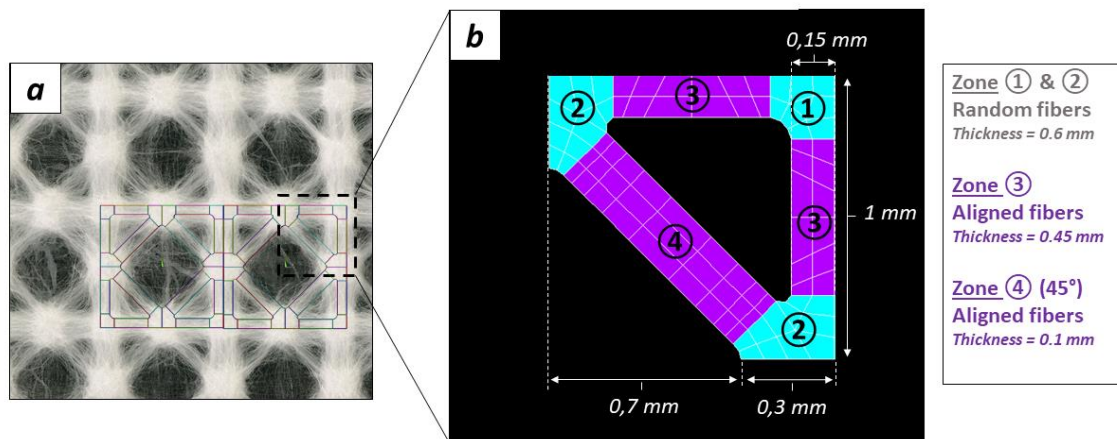 a
b
0,15 mm
②
③
①
③
④
②
1 mm
0,7 mm
0,3 mm
Zone ① & ②
Random fibers
Thickness = 0.6 mm
Zone ③
Aligned fibers
Thickness = 0.45 mm
Zone ④ (45°)
Aligned fibers
Thickness = 0.1 mm